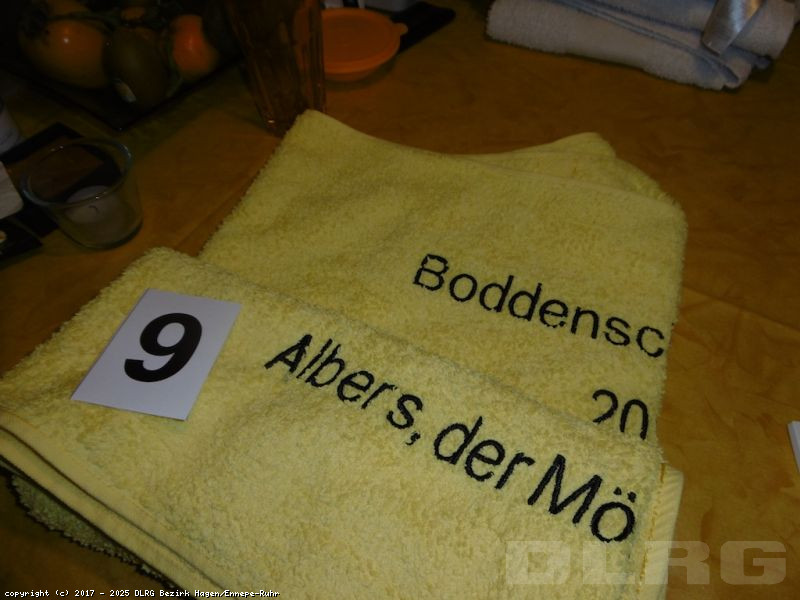 Boddensc
20
9
Albers, der Mö
DLRG
copyright (c) 2017 - 2025 DLRG Bezirk Hagen/Ennepe-Ruhr